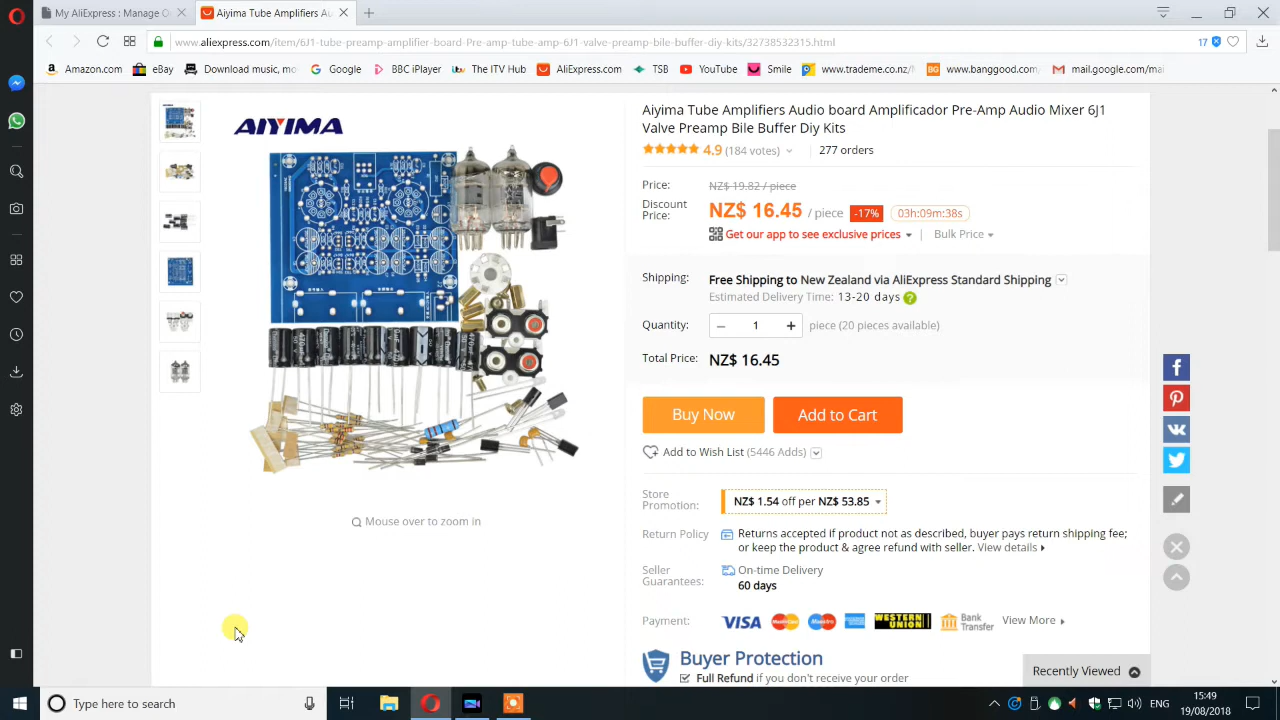 My AliExpress : Manage O
Aiyima Tube Amplifiers Au
www.aliexpress.com/item/6J1-tube-preamp-amplifier-board-Pre-amp-tube-amp-6J1-valve-preamp-bile-buffer-diy-kits/32738532315.html
17
Amazon.com
eBay
Download music, mo
Google
BBC iPlayer
The ITV Hub
AliExpress.com
TSB
YouTube
Smile
www.trademe.co.nz/
www.banggood.com
mail.google.com/mai
AIYIMA
Aiyima Tube Amplifiers Audio board Amplificador Pre-Amp Audio Mixer 6J1
Valve Preamp Bile Buffer Diy Kits
4.9 (184 votes)
277 orders
Price:
NZ$ 19.82 / piece
Discount
Price:
NZ$ 16.45 / piece
-17%
03h:09m:38s
Get our app to see exclusive prices
Bulk Price
Shipping:
Free Shipping to New Zealand via AliExpress Standard Shipping
Estimated Delivery Time: 13-20 days
Quantity:
1
piece (20 pieces available)
Total Price:
NZ$ 16.45
Buy Now
Add to Cart
Add to Wish List (5446 Adds)
Store
Promotion:
NZ$ 1.54 off per NZ$ 53.85
Mouse over to zoom in
Return Policy
Returns accepted if product not as described, buyer pays return shipping fee;
or keep the product & agree refund with seller. View details
Seller
Guarantees:
On-time Delivery
60 days
Payment:
VISA
WESTERN UNION
Bank
Transfer
View More
Buyer Protection
Full Refund if you don't receive your order
Recently Viewed
Type here to search
ENG
15:49
19/08/2018